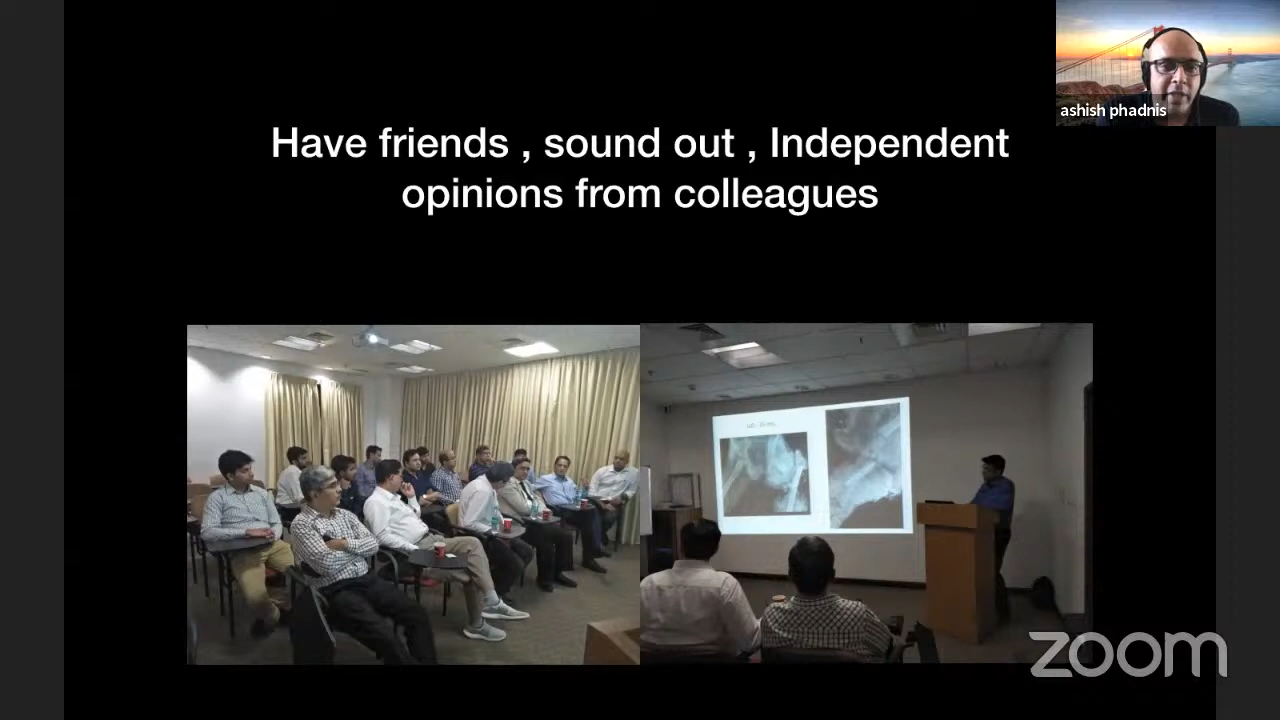 ashish phadnis
Have friends , sound out , Independent
opinions from colleagues
zoom